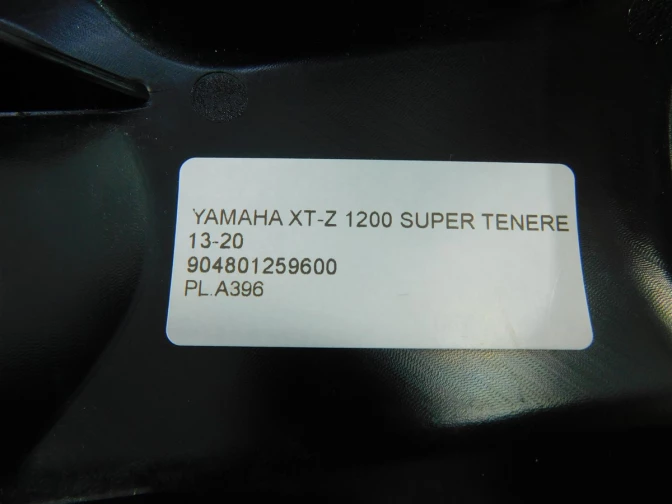 YAMAHA XT-Z 1200 SUPER TENERE
13-20
904801259600
PL.A396